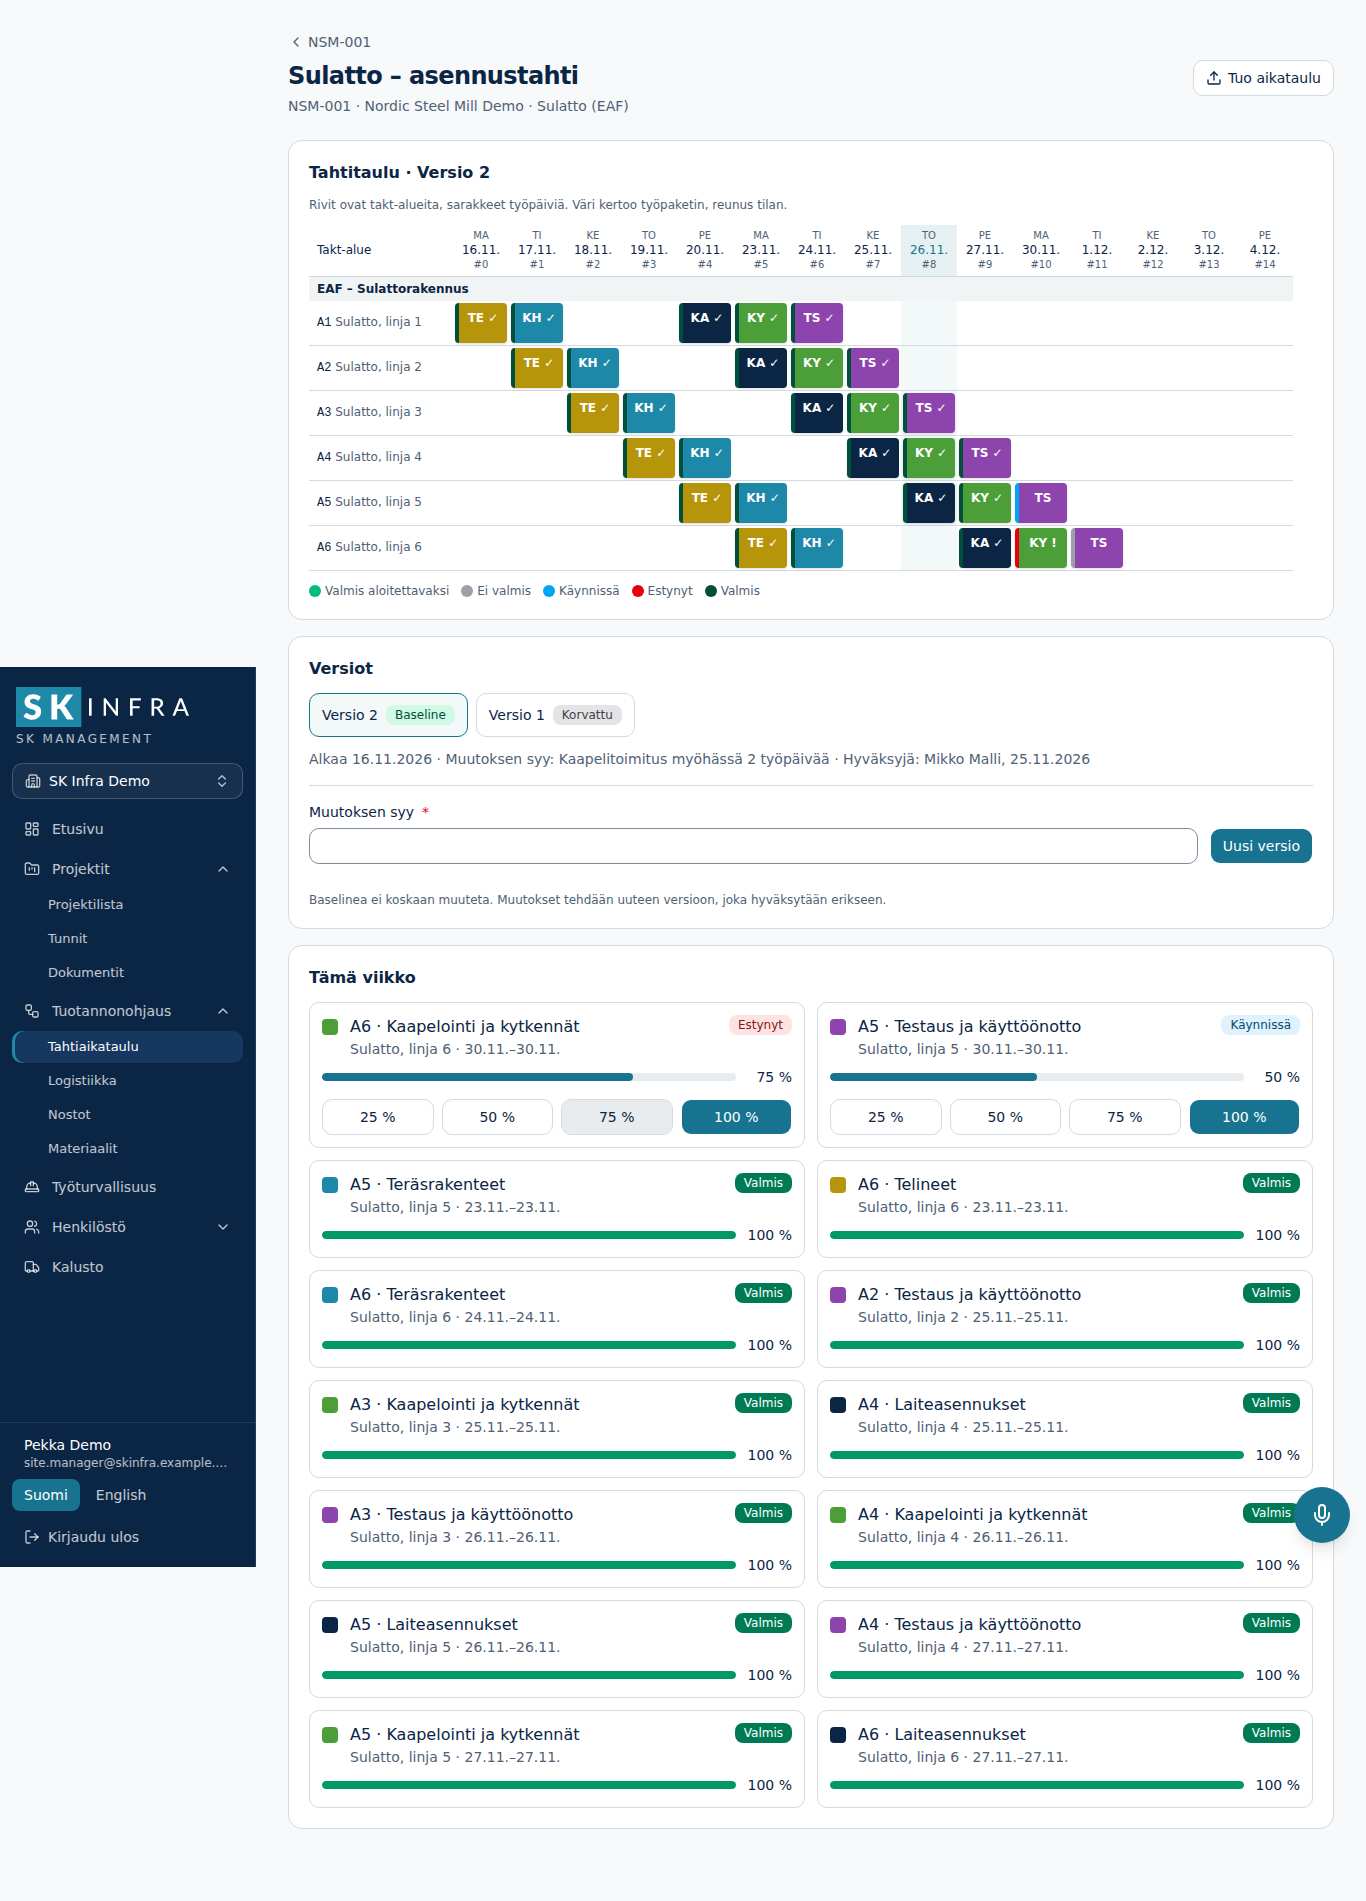 NSM-001
Sulatto – asennustahti
Tuo aikataulu
NSM-001 · Nordic Steel Mill Demo · Sulatto (EAF)
Tahtitaulu · Versio 2
Rivit ovat takt-alueita, sarakkeet työpäiviä. Väri kertoo työpaketin, reunus tilan.
MA TI KE TO PE MA TI KE TO PE MA TI KE TO PE
Takt-alue 16.11. 17.11. 18.11. 19.11. 20.11. 23.11. 24.11. 25.11. 26.11. 27.11. 30.11. 1.12. 2.12. 3.12. 4.12.
#0 #1 #2 #3 #4 #5 #6 #7 #8 #9 #10 #11 #12 #13 #14
EAF – Sulattorakennus
A1 Sulatto, linja 1 TE ✓ KH ✓ KA ✓ KY ✓ TS ✓
A2 Sulatto, linja 2 TE ✓ KH ✓ KA ✓ KY ✓ TS ✓
A3 Sulatto, linja 3 TE ✓ KH ✓ KA ✓ KY ✓ TS ✓
A4 Sulatto, linja 4 TE ✓ KH ✓ KA ✓ KY ✓ TS ✓
A5 Sulatto, linja 5 TE ✓ KH ✓ KA ✓ KY ✓ TS
A6 Sulatto, linja 6 TE ✓ KH ✓ KA ✓ KY ! TS
Valmis aloitettavaksi Ei valmis Käynnissä Estynyt Valmis
Versiot
Versio 2 Baseline Versio 1 Korvattu
Alkaa 16.11.2026 · Muutoksen syy: Kaapelitoimitus myöhässä 2 työpäivää · Hyväksyjä: Mikko Malli, 25.11.2026
Muutoksen syy *
Uusi versio
Baselinea ei koskaan muuteta. Muutokset tehdään uuteen versioon, joka hyväksytään erikseen.
Tämä viikko
A6 · Kaapelointi ja kytkennät Estynyt
Sulatto, linja 6 · 30.11.–30.11.
75 %
25 % 50 % 75 % 100 %
A5 · Testaus ja käyttöönotto Käynnissä
Sulatto, linja 5 · 30.11.–30.11.
50 %
25 % 50 % 75 % 100 %
A5 · Teräsrakenteet Valmis
Sulatto, linja 5 · 23.11.–23.11.
100 %
A6 · Telineet Valmis
Sulatto, linja 6 · 23.11.–23.11.
100 %
A6 · Teräsrakenteet Valmis
Sulatto, linja 6 · 24.11.–24.11.
100 %
A2 · Testaus ja käyttöönotto Valmis
Sulatto, linja 2 · 25.11.–25.11.
100 %
A3 · Kaapelointi ja kytkennät Valmis
Sulatto, linja 3 · 25.11.–25.11.
100 %
A4 · Laiteasennukset Valmis
Sulatto, linja 4 · 25.11.–25.11.
100 %
A3 · Testaus ja käyttöönotto Valmis
Sulatto, linja 3 · 26.11.–26.11.
100 %
A4 · Kaapelointi ja kytkennät Valmis
Sulatto, linja 4 · 26.11.–26.11.
100 %
A5 · Laiteasennukset Valmis
Sulatto, linja 5 · 26.11.–26.11.
100 %
A4 · Testaus ja käyttöönotto Valmis
Sulatto, linja 4 · 27.11.–27.11.
100 %
A5 · Kaapelointi ja kytkennät Valmis
Sulatto, linja 5 · 27.11.–27.11.
100 %
A6 · Laiteasennukset Valmis
Sulatto, linja 6 · 27.11.–27.11.
100 %
SK INFRA
SK MANAGEMENT
SK Infra Demo
Etusivu
Projektit
Projektilista
Tunnit
Dokumentit
Tuotannonohjaus
Tahtiaikataulu
Logistiikka
Nostot
Materiaalit
Työturvallisuus
Henkilöstö
Kalusto
Pekka Demo
site.manager@skinfra.example....
Suomi English
Kirjaudu ulos